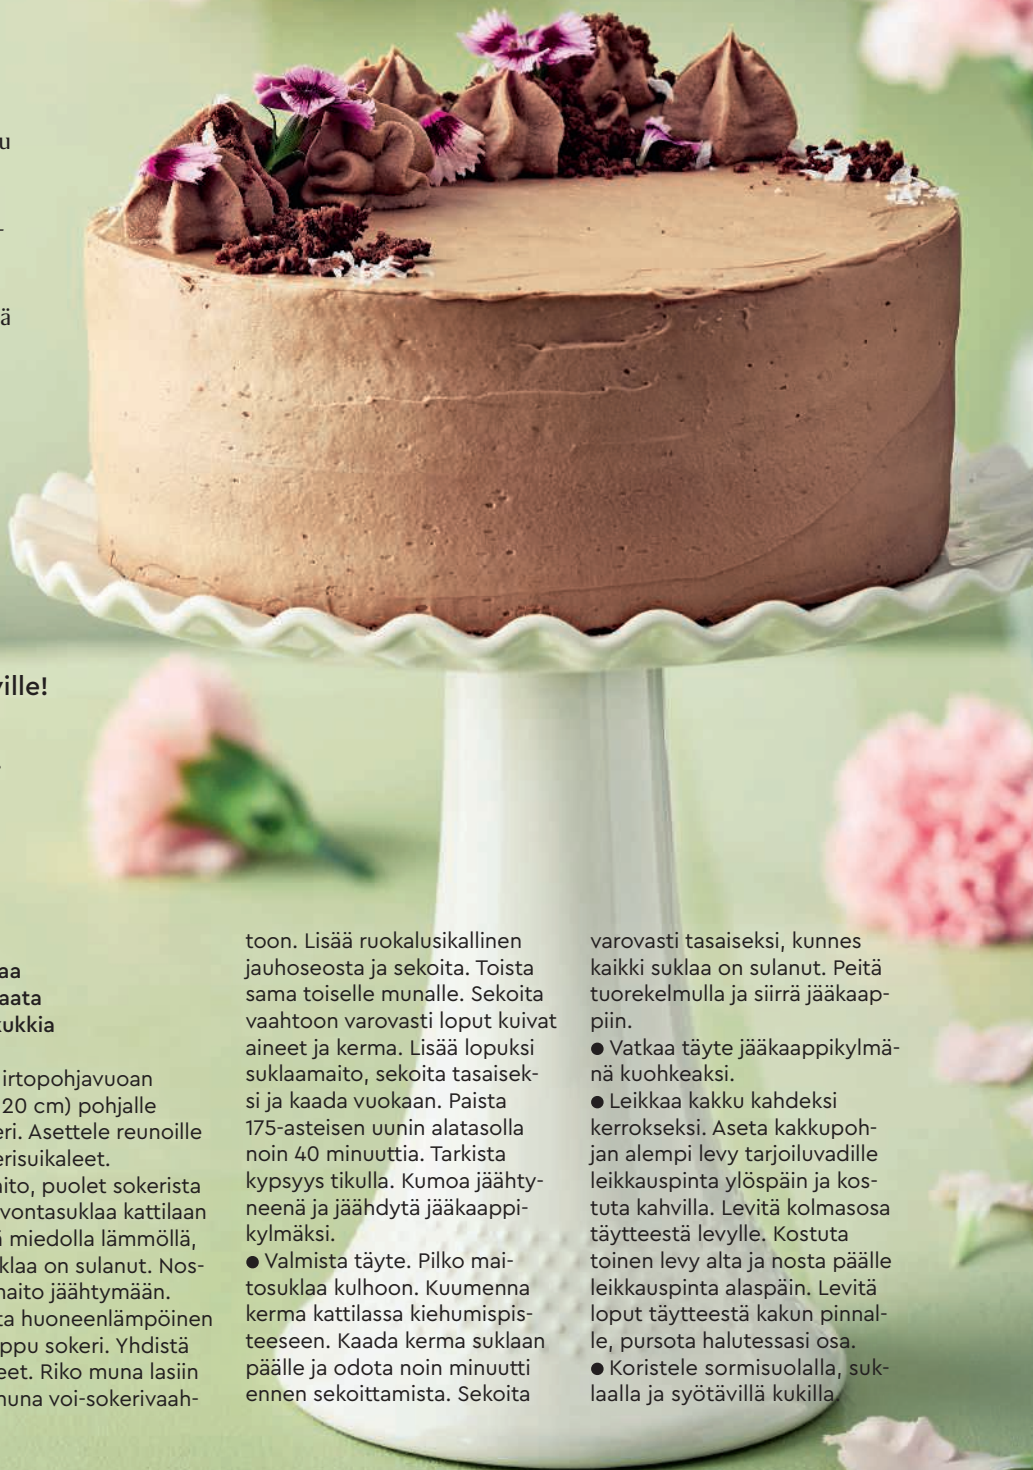 u
-
ä
ville!
aa
aata
kukkia
irtopohjavuoan
20 cm) pohjalle
eri. Asettele reunoille
erisuikaleet.
aito, puolet sokerista
vontasuklaa kattilaan
ä miedolla lämmöllä,
klaa on sulanut. Nos-
maito jäähtymään.
ta huoneenlämpöinen
ppu sokeri. Yhdistä
eet. Riko muna lasiin
muna voi-sokerivaah-
toon. Lisää ruokalusikallinen
jauhoseosta ja sekoita. Toista
sama toiselle munalle. Sekoita
vaahtoon varovasti loput kuivat
aineet ja kerma. Lisää lopuksi
suklaamaito, sekoita tasaisek-
si ja kaada vuokaan. Paista
175-asteisen uunin alatasolla
noin 40 minuuttia. Tarkista
kypsyys tikulla. Kumoa jäähty-
neenä ja jäähdytä jääkaappi-
kylmäksi.
● Valmista täyte. Pilko mai-
tosuklaa kulhoon. Kuumenna
kerma kattilassa kiehumispis-
teeseen. Kaada kerma suklaan
päälle ja odota noin minuutti
ennen sekoittamista. Sekoita
varovasti tasaiseksi, kunnes
kaikki suklaa on sulanut. Peitä
tuorekelmulla ja siirrä jääkaap-
piin.
● Vatkaa täyte jääkaappikylmä-
nä kuohkeaksi.
● Leikkaa kakku kahdeksi
kerrokseksi. Aseta kakkupoh-
jan alempi levy tarjoiluvadille
leikkauspinta ylöspäin ja kos-
tuta kahvilla. Levitä kolmasosa
täytteestä levylle. Kostuta
toinen levy alta ja nosta päälle
leikkauspinta alaspäin. Levitä
loput täytteestä kakun pinnal-
le, pursota halutessasi osa.
● Koristele sormisuolalla, suk-
laalla ja syötävillä kukilla.